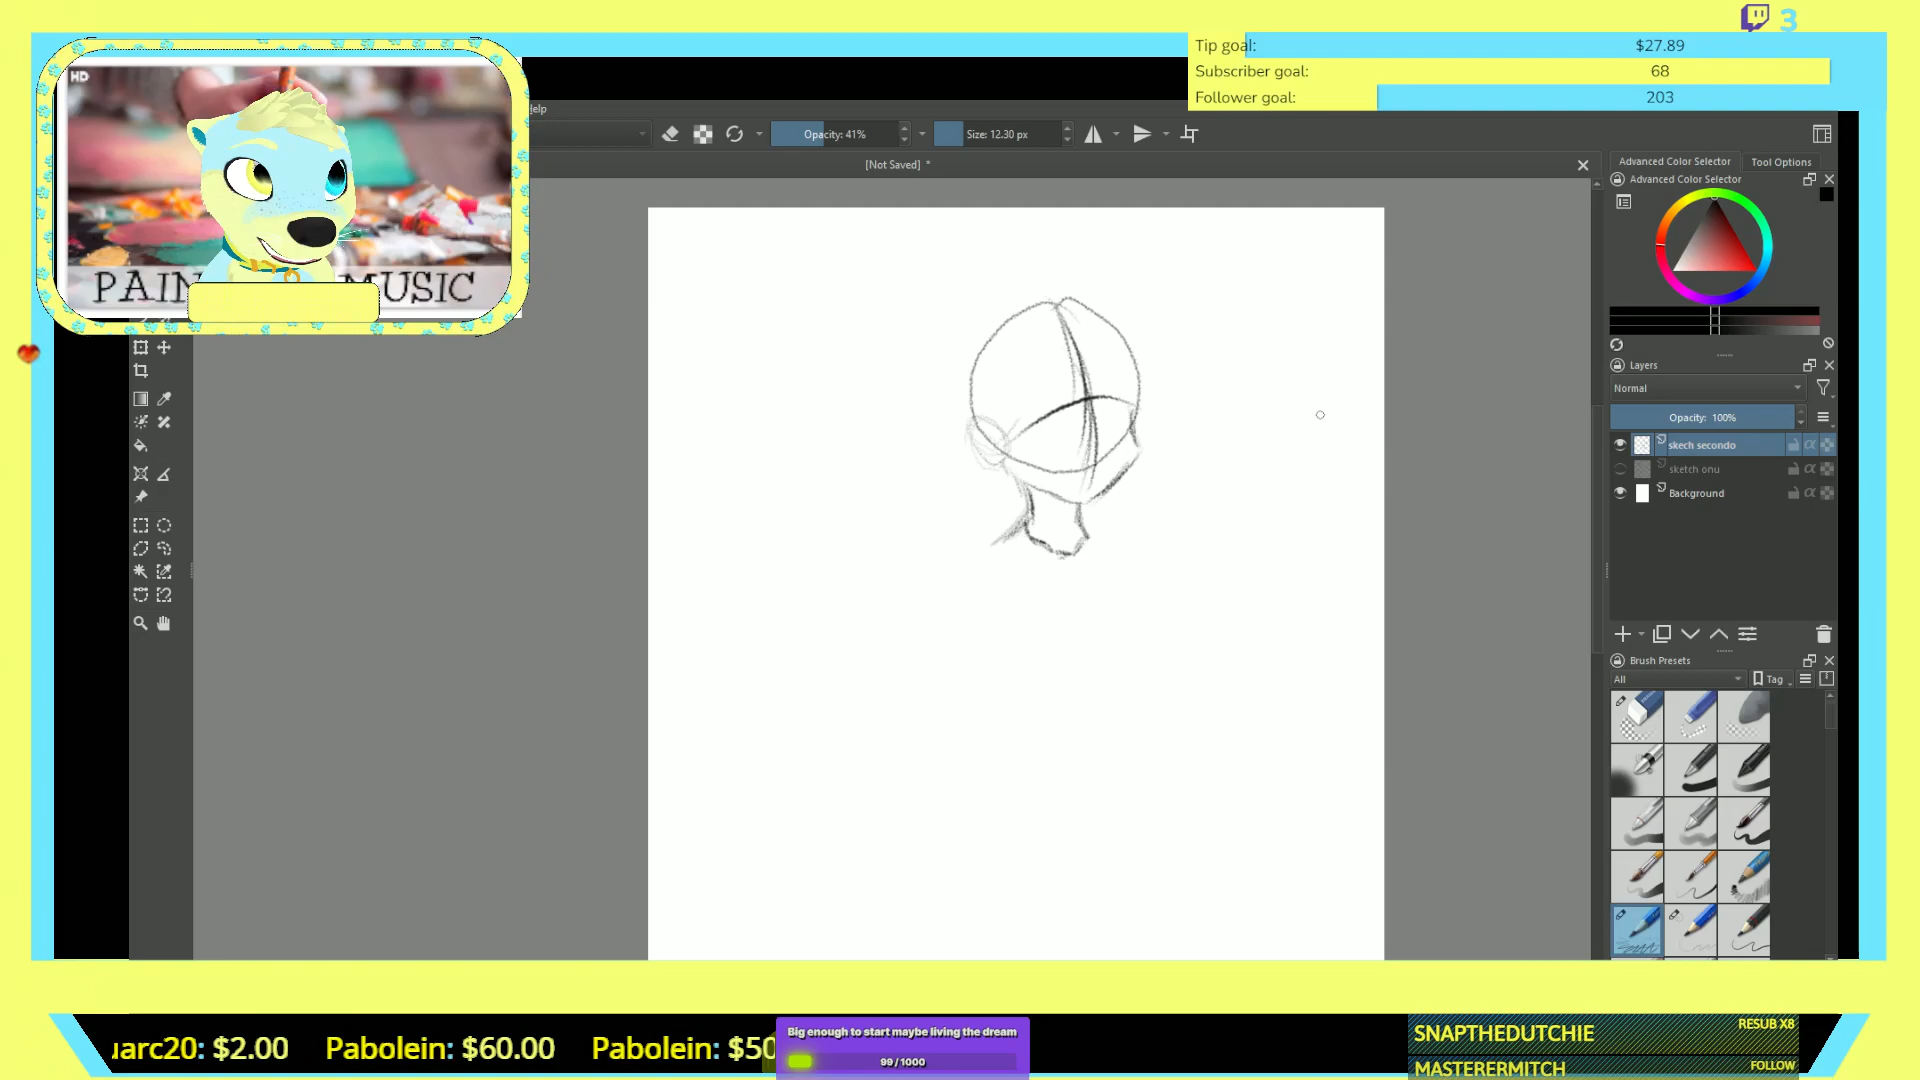 3
Tip goal: $27.89
Subscriber goal: 68
Follower goal: 203
HD
elp
Opacity: 41%
Size: 12.30 px
[Not Saved] *
Advanced Color Selector
Tool Options
Advanced Color Selector
PAIN MUSIC
Layers
Normal
Opacity: 100%
skech secondo
sketch onu
Background
Brush Presets
All
Tag
uarc20: $2.00 Pabolein: $60.00 Pabolein: $50
Big enough to start maybe living the dream
99 / 1000
SNAPTHEDUTCHIE RESUB X8
MASTERERMITCH FOLLOW